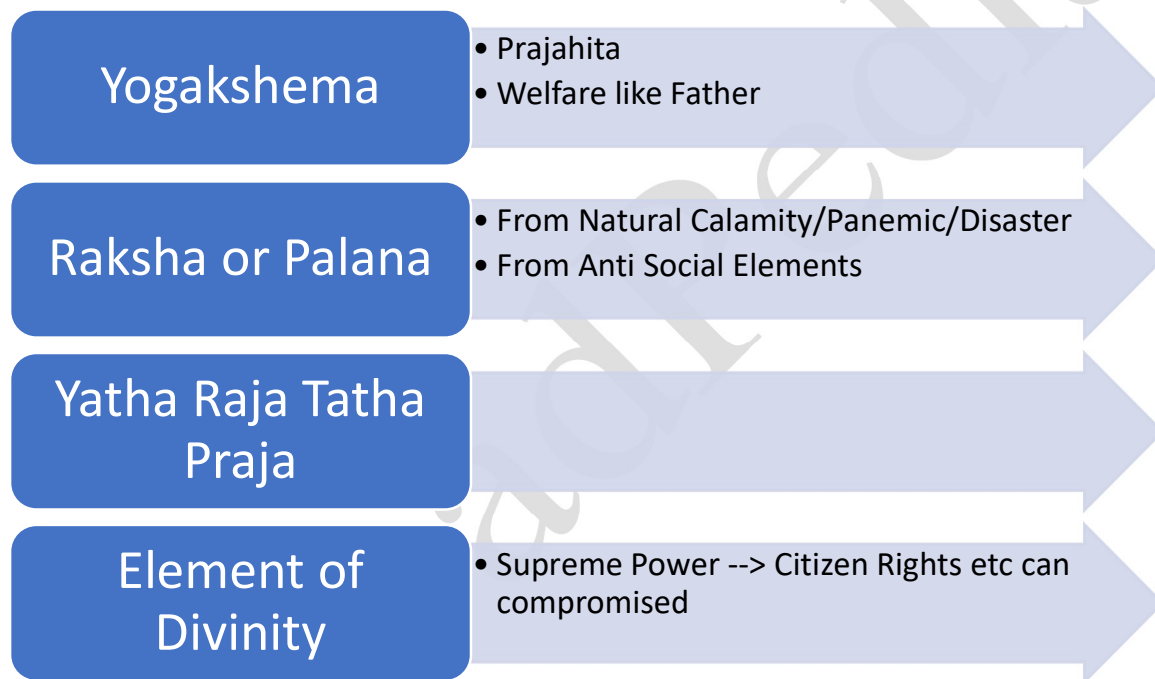 Yogakshema
• Prajahita
• Welfare like Father
Raksha or Palana
• From Natural Calamity/Panemic/Disaster
• From Anti Social Elements
Yatha Raja Tatha
Praja
Element of
Divinity
• Supreme Power --> Citizen Rights etc can
compromised